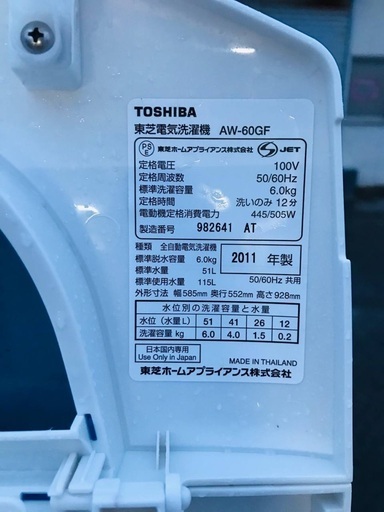 TOSHIBA
東芝電気洗濯機 AW-60GF
PS E 東芝ホームアプライアンス株式会社 S JET
定格電圧 100V
定格周波数 50/60Hz
標準洗濯容量 6.0kg
定格時間 洗いのみ 12分
電動機定格消費電力 445/505W
製造番号 982641 AT
種類 全自動電気洗濯機
標準脱水容量 6.0kg
標準水量 51L
2011 年製
標準使用水量 115L 50/60Hz 共用
外形寸法 幅585mm 奥行552mm 高さ928mm
水位別の洗濯容量と水量
水位（水量L） 51 41 26 12
洗濯容量 kg 6.0 4.0 1.5 0.2
日本国内専用
Use Only in Japan
MADE IN THAILAND
東芝ホームアプライアンス株式会社